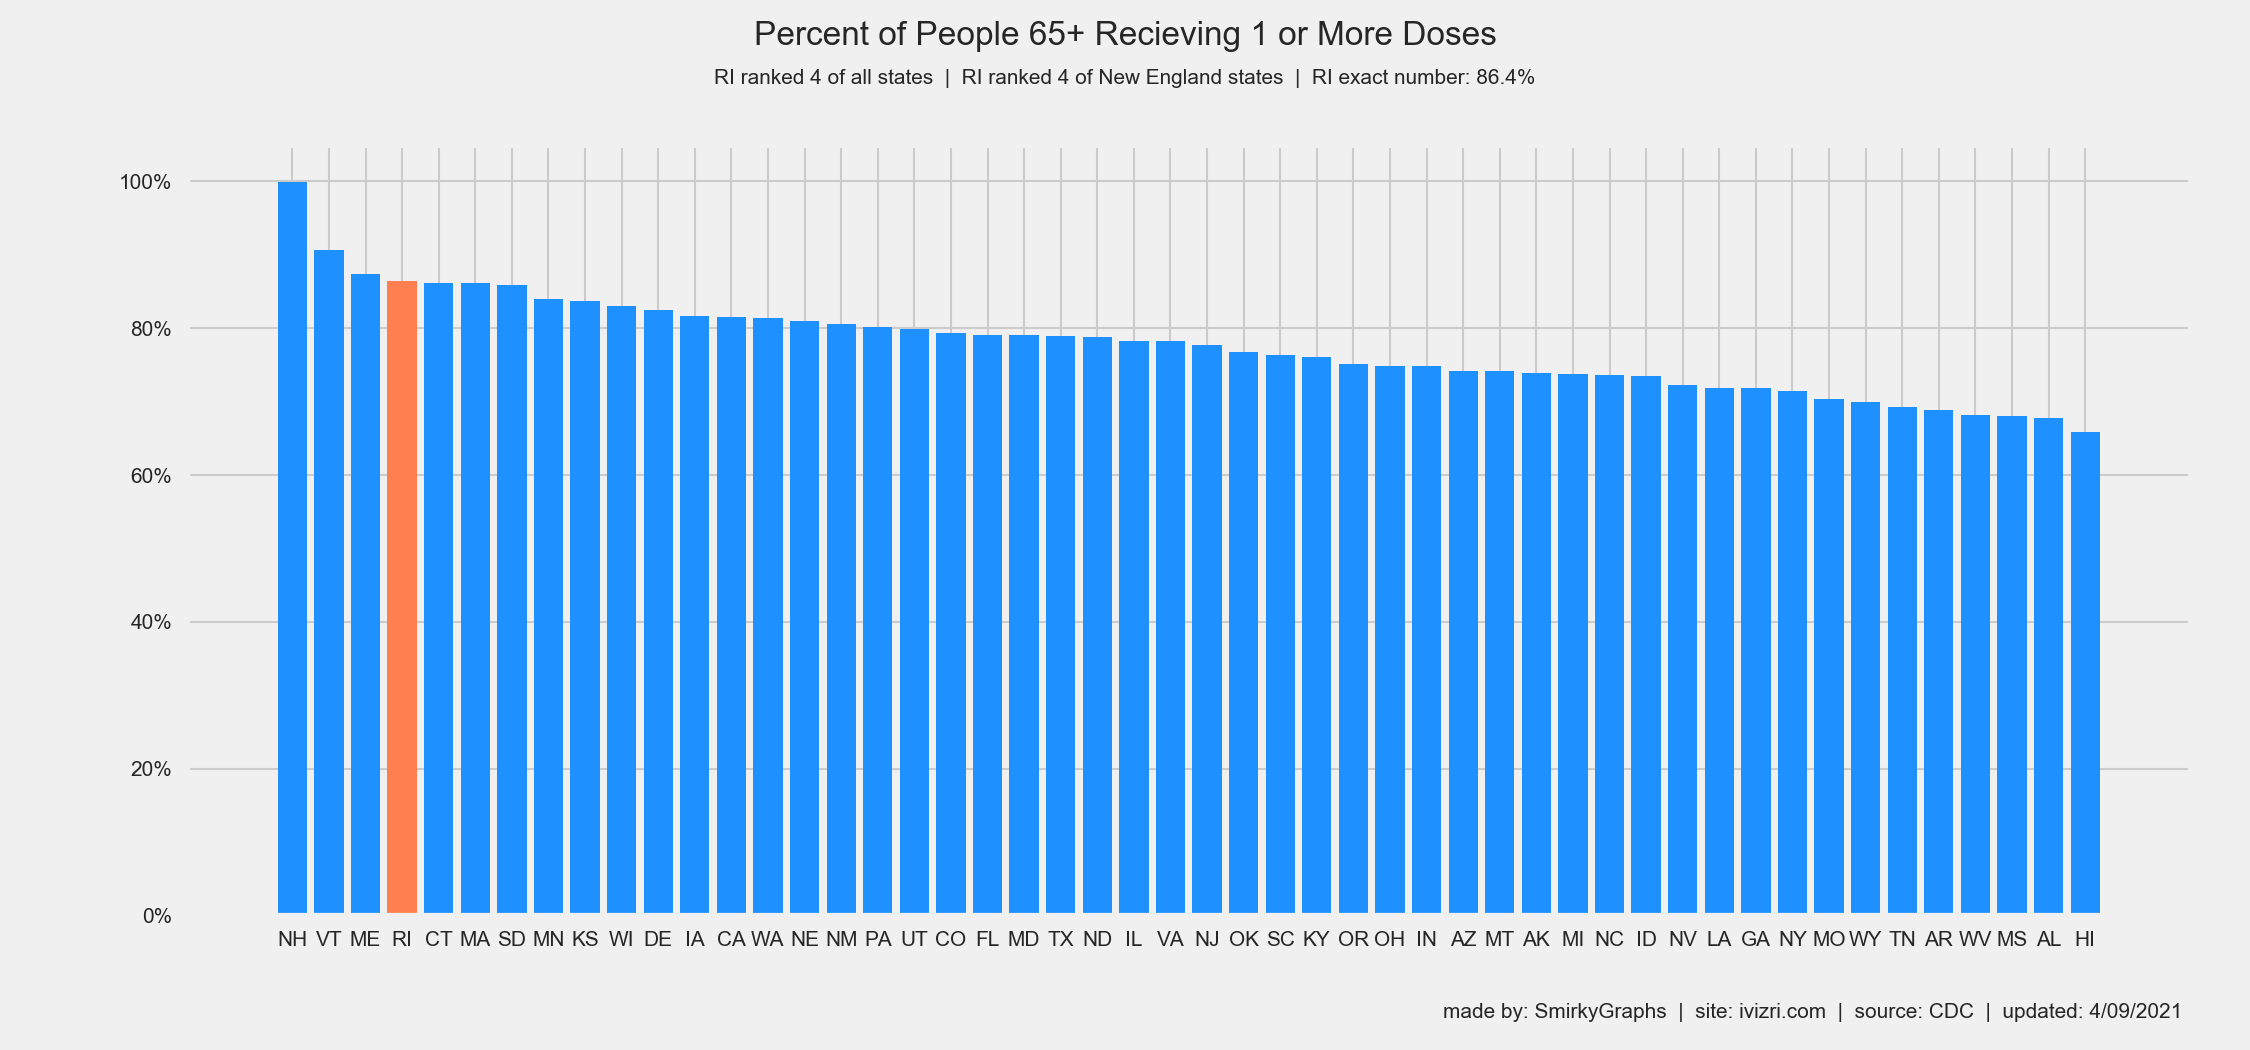 Percent of People 65+ Recieving 1 or More Doses
RI ranked 4 of all states | RI ranked 4 of New England states | RI exact number: 86.4%
100%
80%
60%
40%
20%
0%
NH VT ME RI CT MA SD MN KS WI DE IA CA WA NE NM PA UT CO FL MD TX ND IL VA NJ OK SC KY OR OH IN AZ MT AK MI NC ID NV LA GA NY MO WY TN AR WV MS AL HI
made by: SmirkyGraphs | site: ivizri.com | source: CDC | updated: 4/09/2021